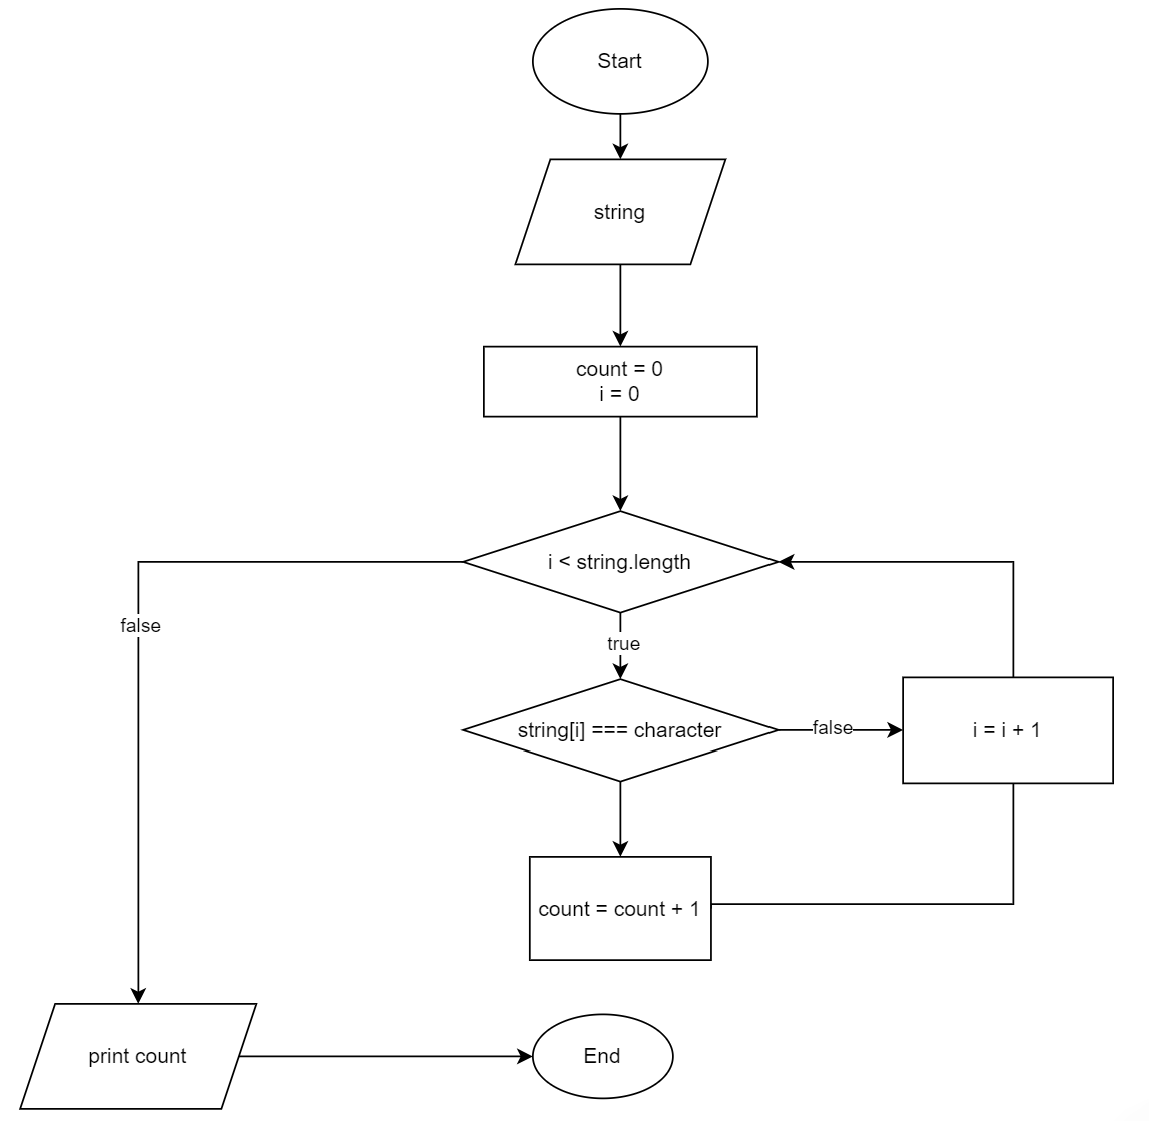 Start
string
count = 0
i = 0
i < string.length
false
true
string[i] === character
false
i = i + 1
count = count + 1
print count
End